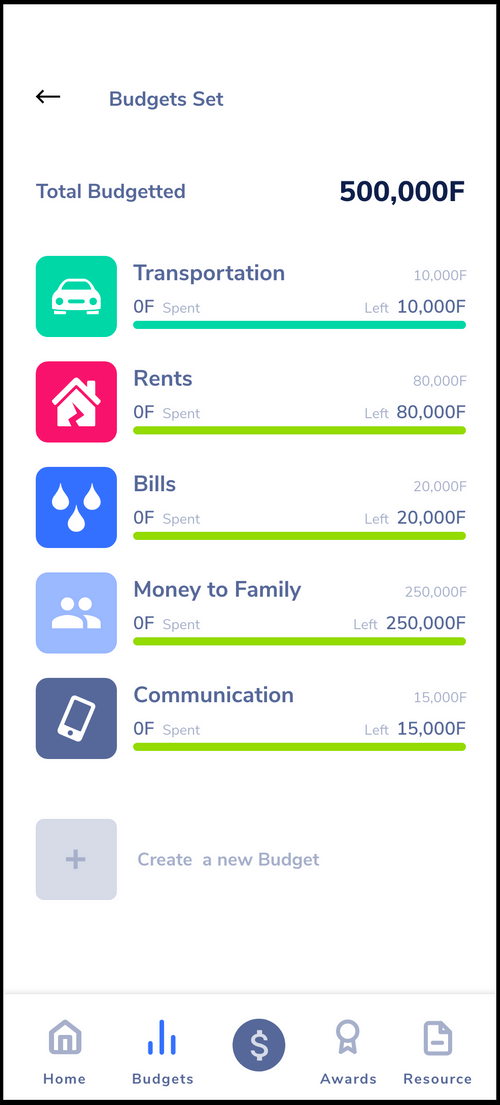 Budgets Set
Total Budgetted 500,000F
Transportation 10,000F
0F Spent Left 10,000F
Rents 80,000F
0F Spent Left 80,000F
Bills 20,000F
0F Spent Left 20,000F
Money to Family 250,000F
0F Spent Left 250,000F
Communication 15,000F
0F Spent Left 15,000F
+ Create a new Budget
$
Home Budgets Awards Resource